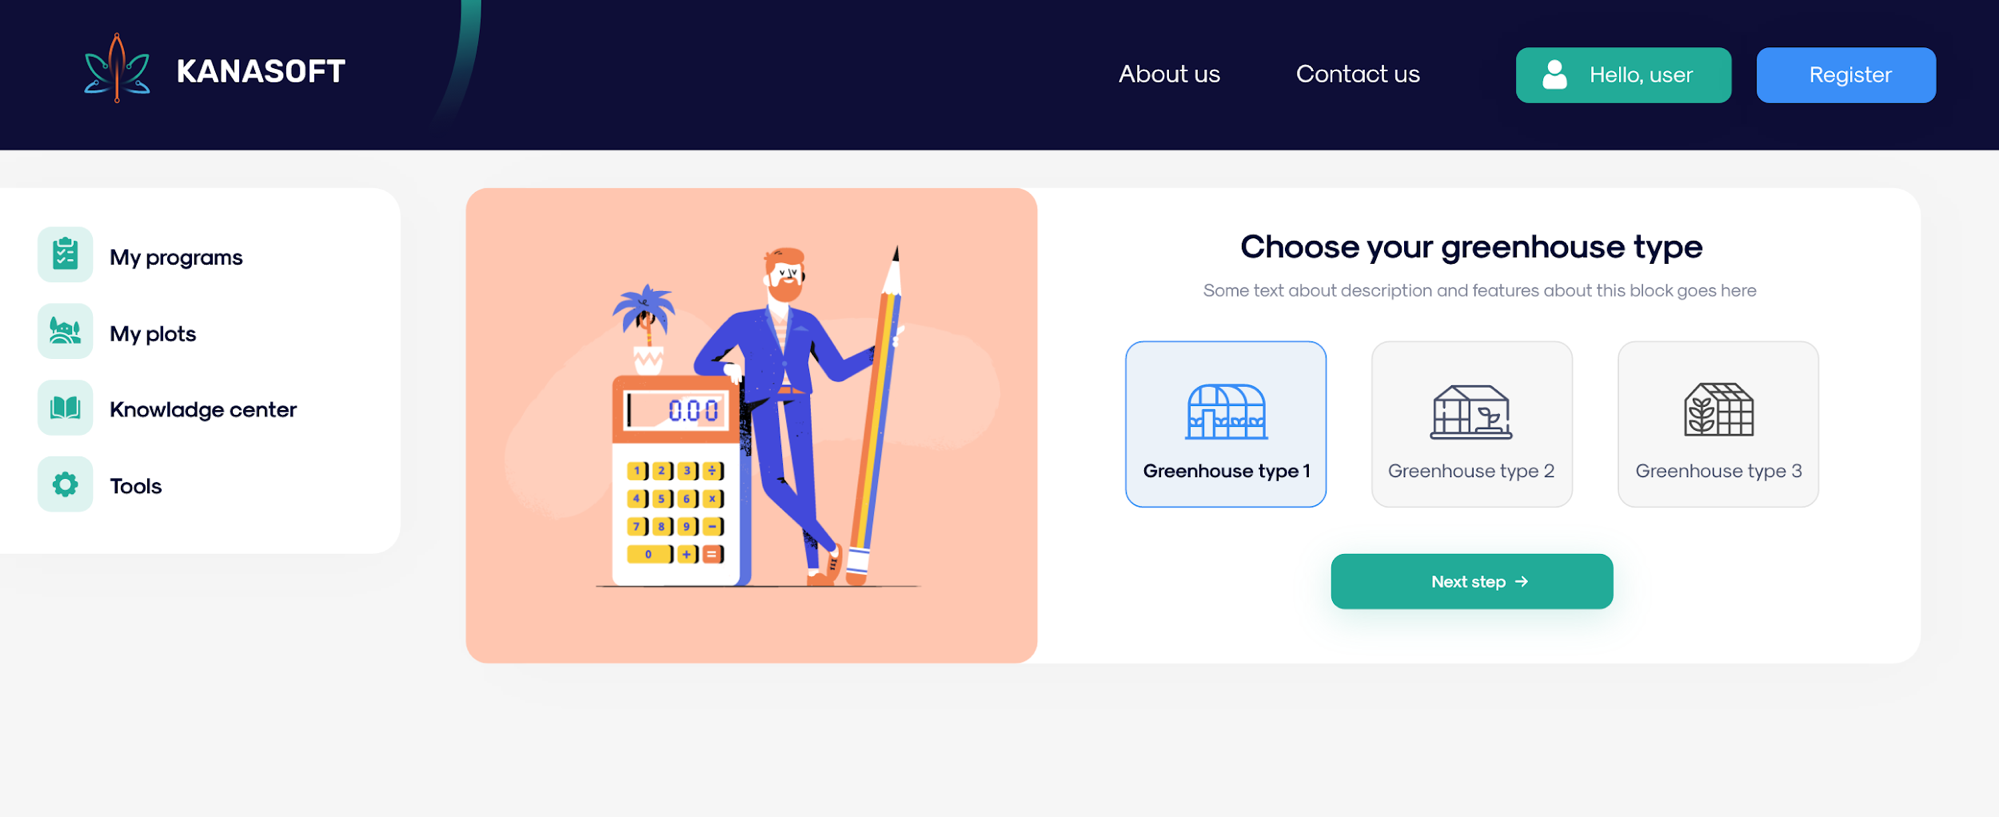 KANASOFT
About us
Contact us
Hello, user
Register
My programs
My plots
Knowladge center
Tools
0.00
1 2 3 ÷
4 5 6 x
7 8 9 −
0 + =
Choose your greenhouse type
Some text about description and features about this block goes here
Greenhouse type 1
Greenhouse type 2
Greenhouse type 3
Next step →